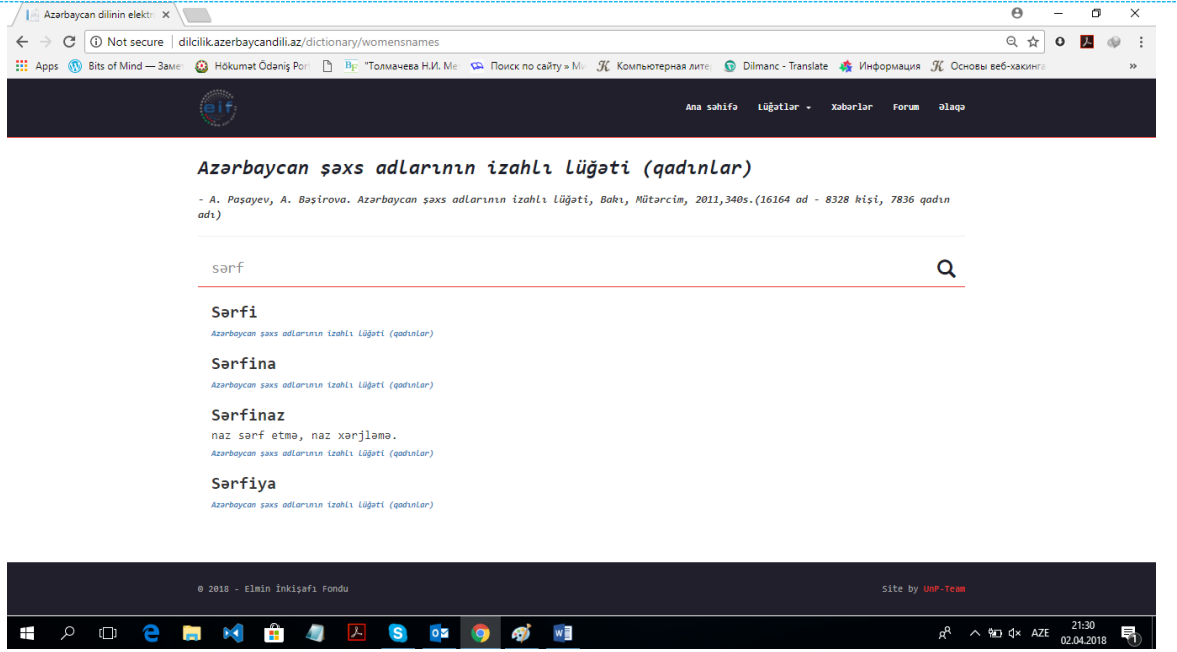 Azərbaycan dilinin elektr
Not secure | dilcilik.azerbaycandili.az/dictionary/womensnames
Apps Bits of Mind — Замет Hökumət Ödəniş Port "Толмачева Н.И. Мет Поиск по сайту » Ма Компьютерная лите Dilmanc - Translate Информация Основы веб-хакинга »
eif
Ana səhifə Lüğətlər Xəbərlər Forum Əlaqə
Azərbaycan şəxs adlarının izahlı lüğəti (qadınlar)
- A. Paşayev, A. Bəşirova. Azərbaycan şəxs adlarının izahlı lüğəti, Bakı, Mütərcim, 2011,340s.(16164 ad - 8328 kişi, 7836 qadın
adı)
sərf
Sərfi
Azərbaycan şəxs adlarının izahlı lüğəti (qadınlar)
Sərfina
Azərbaycan şəxs adlarının izahlı lüğəti (qadınlar)
Sərfinaz
naz sərf etmə, naz xərjləmə.
Azərbaycan şəxs adlarının izahlı lüğəti (qadınlar)
Sərfiya
Azərbaycan şəxs adlarının izahlı lüğəti (qadınlar)
© 2018 - Elmin İnkişafı Fondu Site by UnP-Team
AZE 21:30
02.04.2018